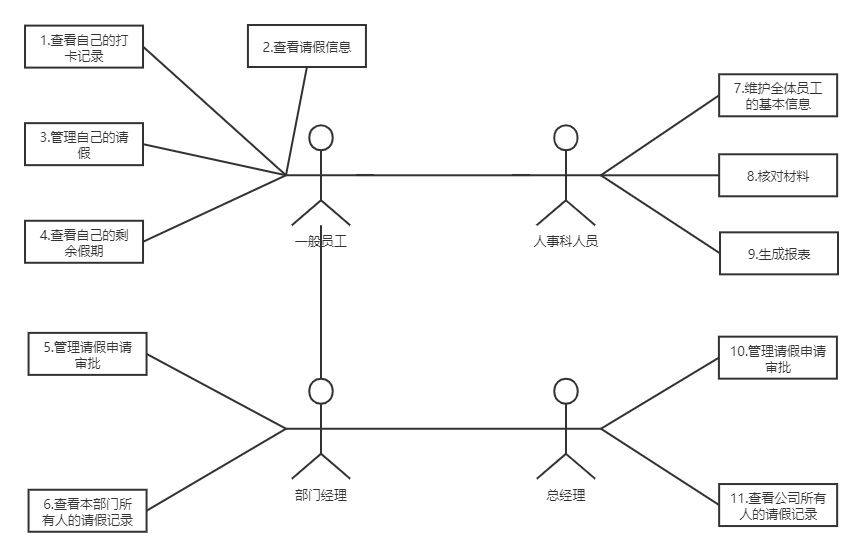 1.查看自己的打
卡记录
2.查看请假信息
3.管理自己的请
假
4.查看自己的剩
余假期
一般员工
7.维护全体员工
的基本信息
8.核对材料
9.生成报表
人事科人员
5.管理请假申请
审批
6.查看本部门所
有人的请假记录
部门经理
10.管理请假申请
审批
11.查看公司所有
人的请假记录
总经理